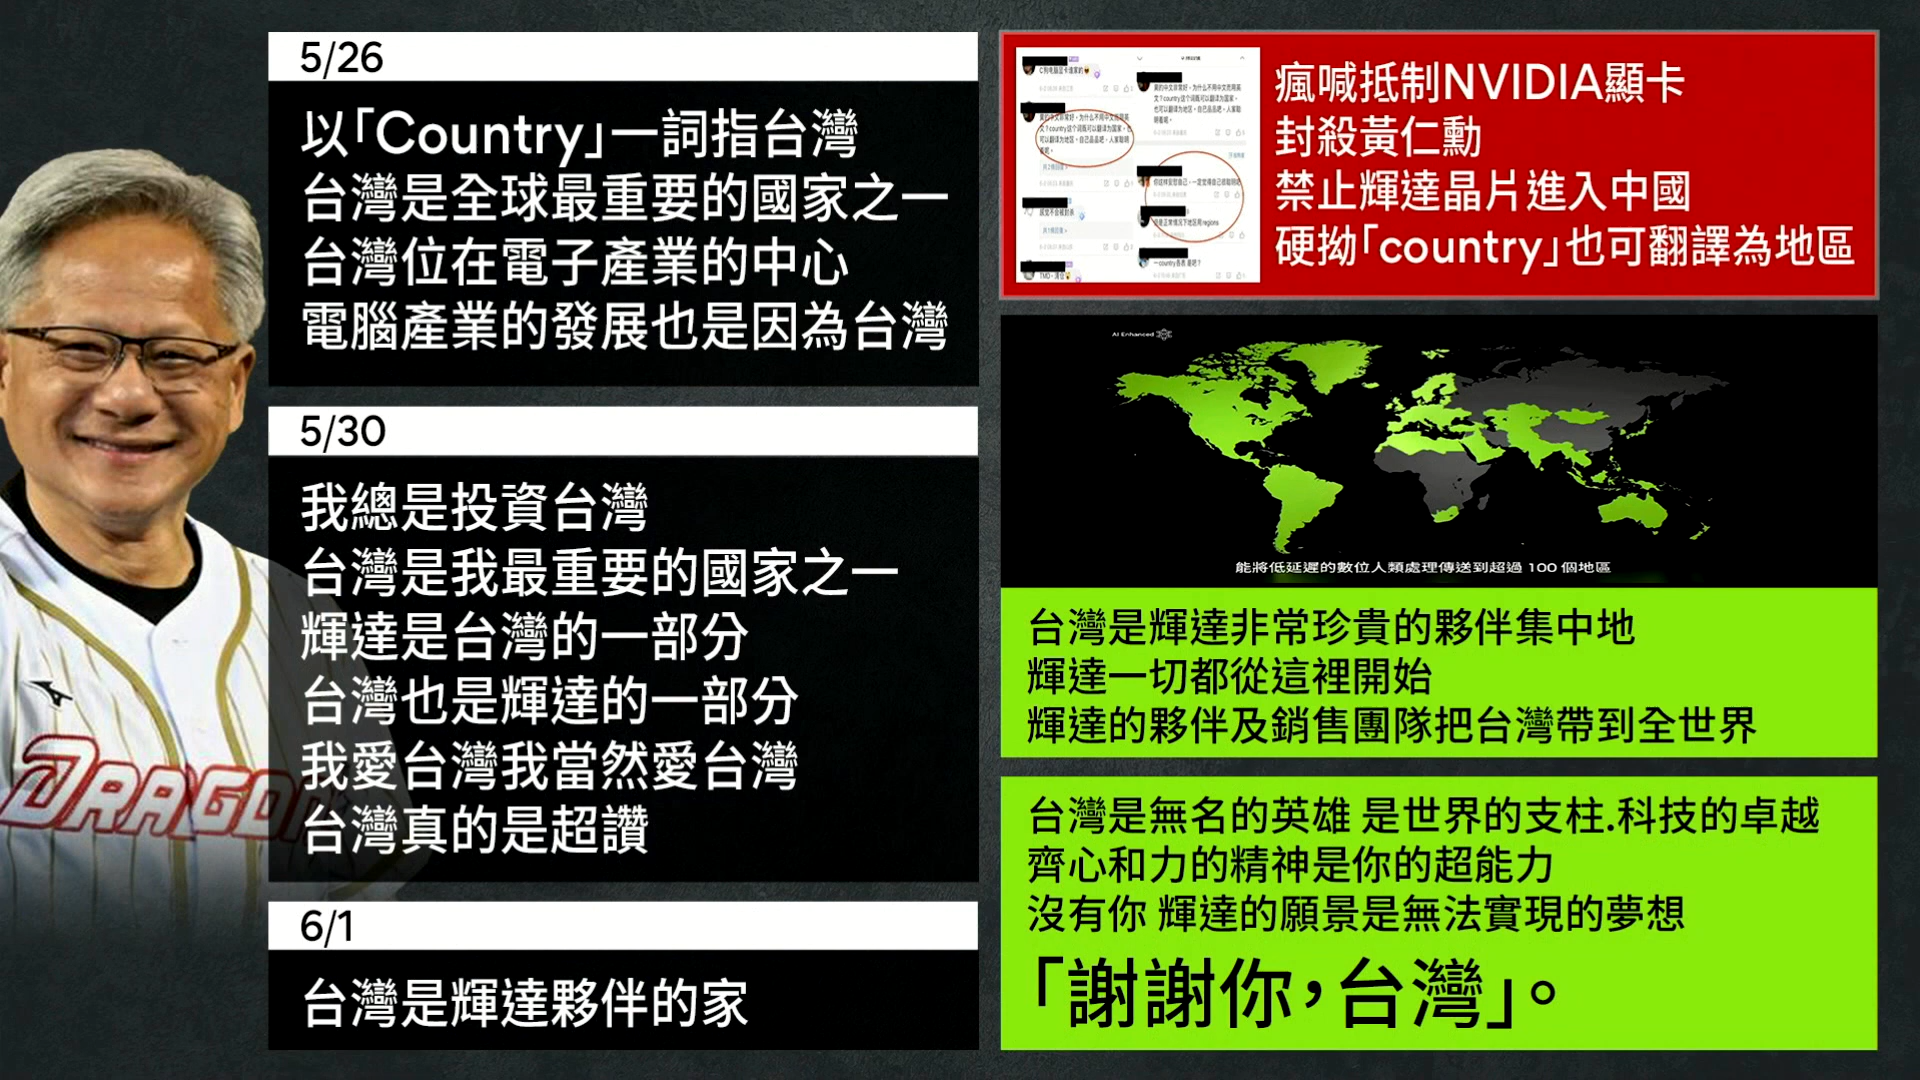 5/26
以「Country」一詞指台灣
台灣是全球最重要的國家之一
台灣位在電子產業的中心
電腦產業的發展也是因為台灣
5/30
我總是投資台灣
台灣是我最重要的國家之一
輝達是台灣的一部分
台灣也是輝達的一部分
我愛台灣我當然愛台灣
台灣真的是超讚
6/1
台灣是輝達夥伴的家
DRAGON
瘋喊抵制NVIDIA顯卡
封殺黃仁勳
禁止輝達晶片進入中國
硬拗「country」也可翻譯為地區
AI Enhanced
能將低延遲的數位人類處理傳送到超過 100 個地區
台灣是輝達非常珍貴的夥伴集中地
輝達一切都從這裡開始
輝達的夥伴及銷售團隊把台灣帶到全世界
台灣是無名的英雄 是世界的支柱.科技的卓越
齊心和力的精神是你的超能力
沒有你 輝達的願景是無法實現的夢想
「謝謝你,台灣」。